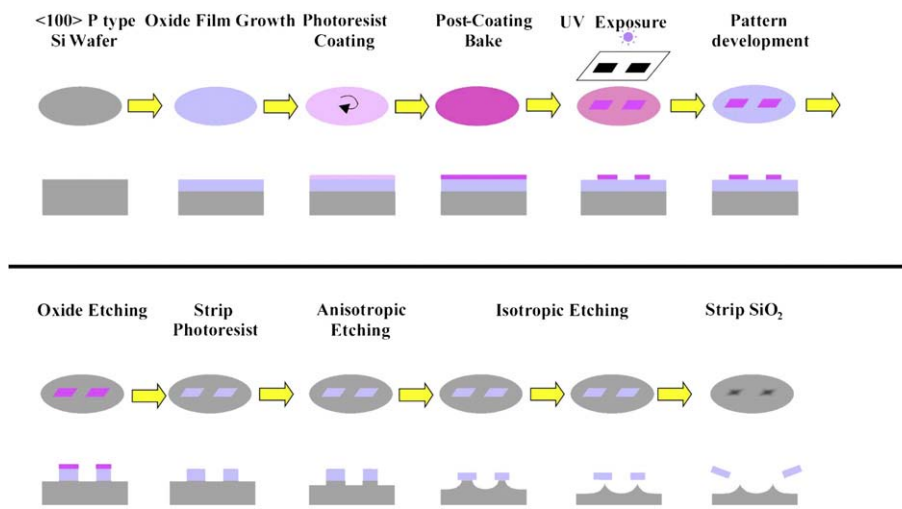 <100> P type
Si Wafer
Oxide Film Growth
Photoresist
Coating
Post-Coating
Bake
UV Exposure
Pattern
development
Oxide Etching
Strip
Photoresist
Anisotropic
Etching
Isotropic Etching
Strip SiO₂